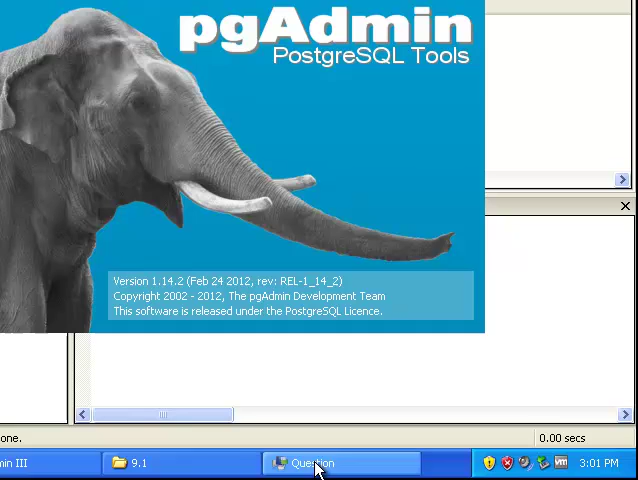 pgAdmin
PostgreSQL Tools
Version 1.14.2 (Feb 24 2012, rev: REL-1_14_2)
Copyright 2002 - 2012, The pgAdmin Development Team
This software is released under the PostgreSQL Licence.
one.
0.00 secs
min III
9.1
Question
3:01 PM